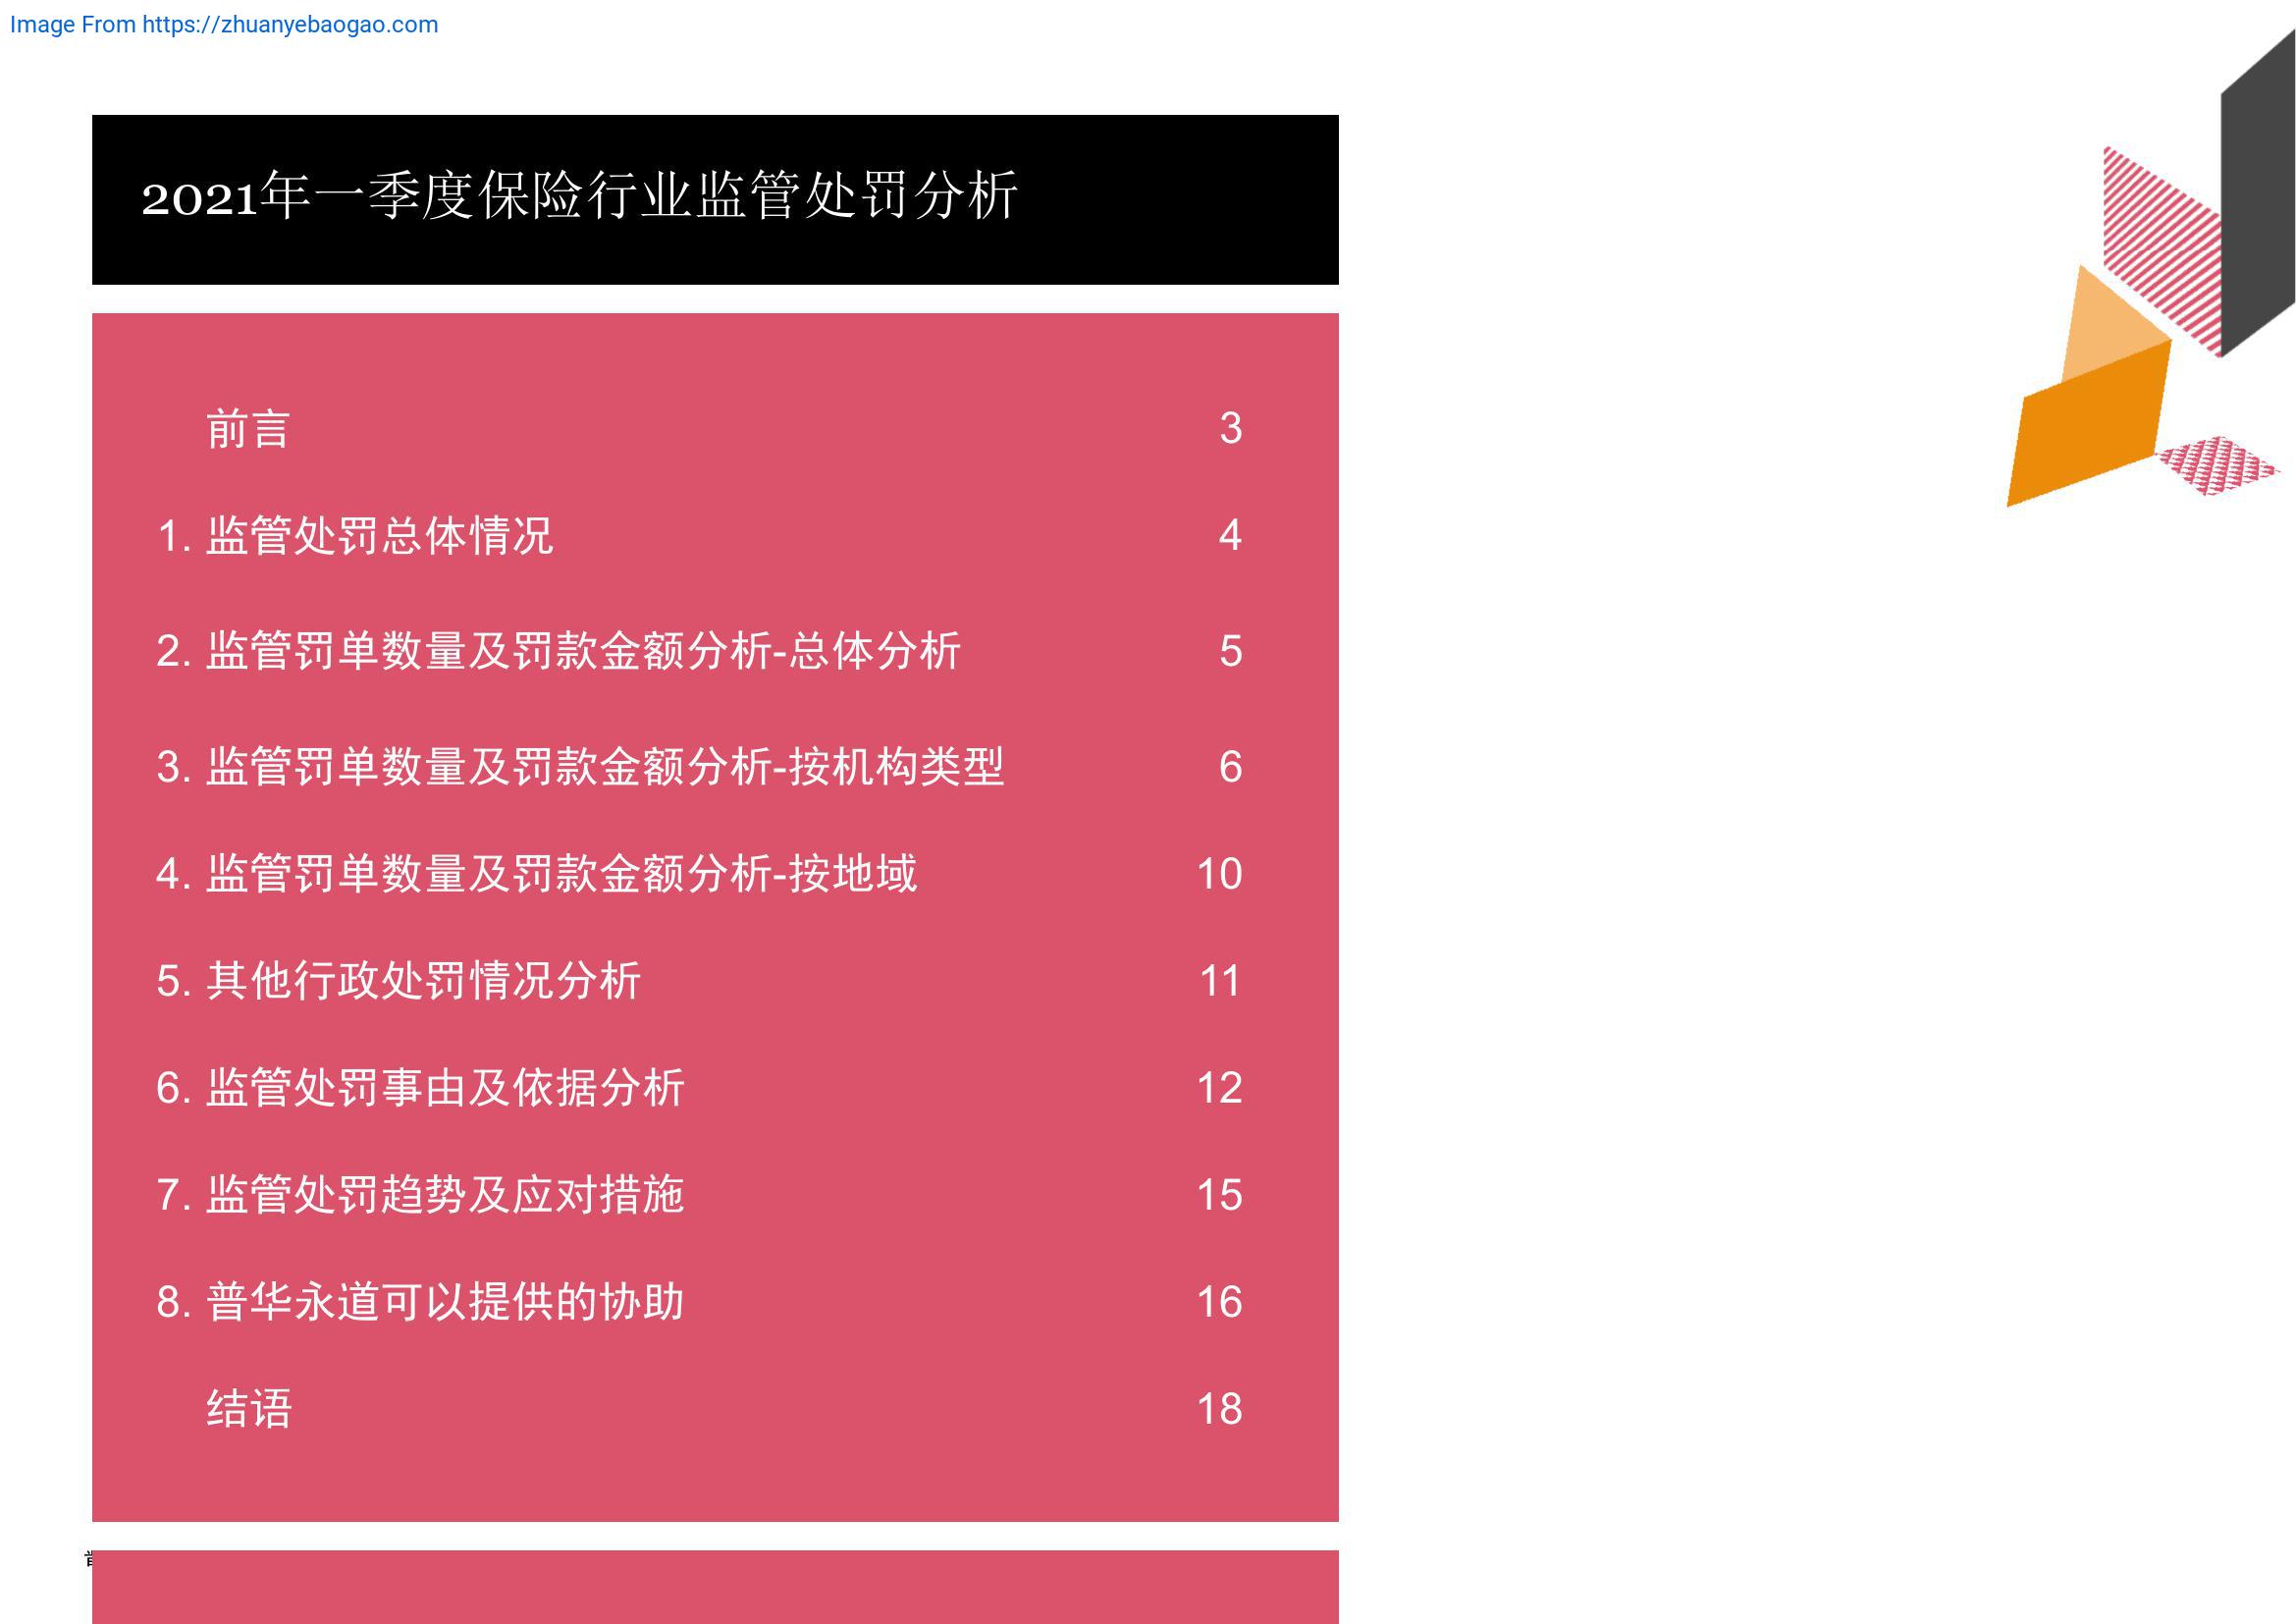 Image From https://zhuanyebaogao.com
2021年一季度保险行业监管处罚分析
前言 3
1. 监管处罚总体情况 4
2. 监管罚单数量及罚款金额分析-总体分析 5
3. 监管罚单数量及罚款金额分析-按机构类型 6
4. 监管罚单数量及罚款金额分析-按地域 10
5. 其他行政处罚情况分析 11
6. 监管处罚事由及依据分析 12
7. 监管处罚趋势及应对措施 15
8. 普华永道可以提供的协助 16
结语 18